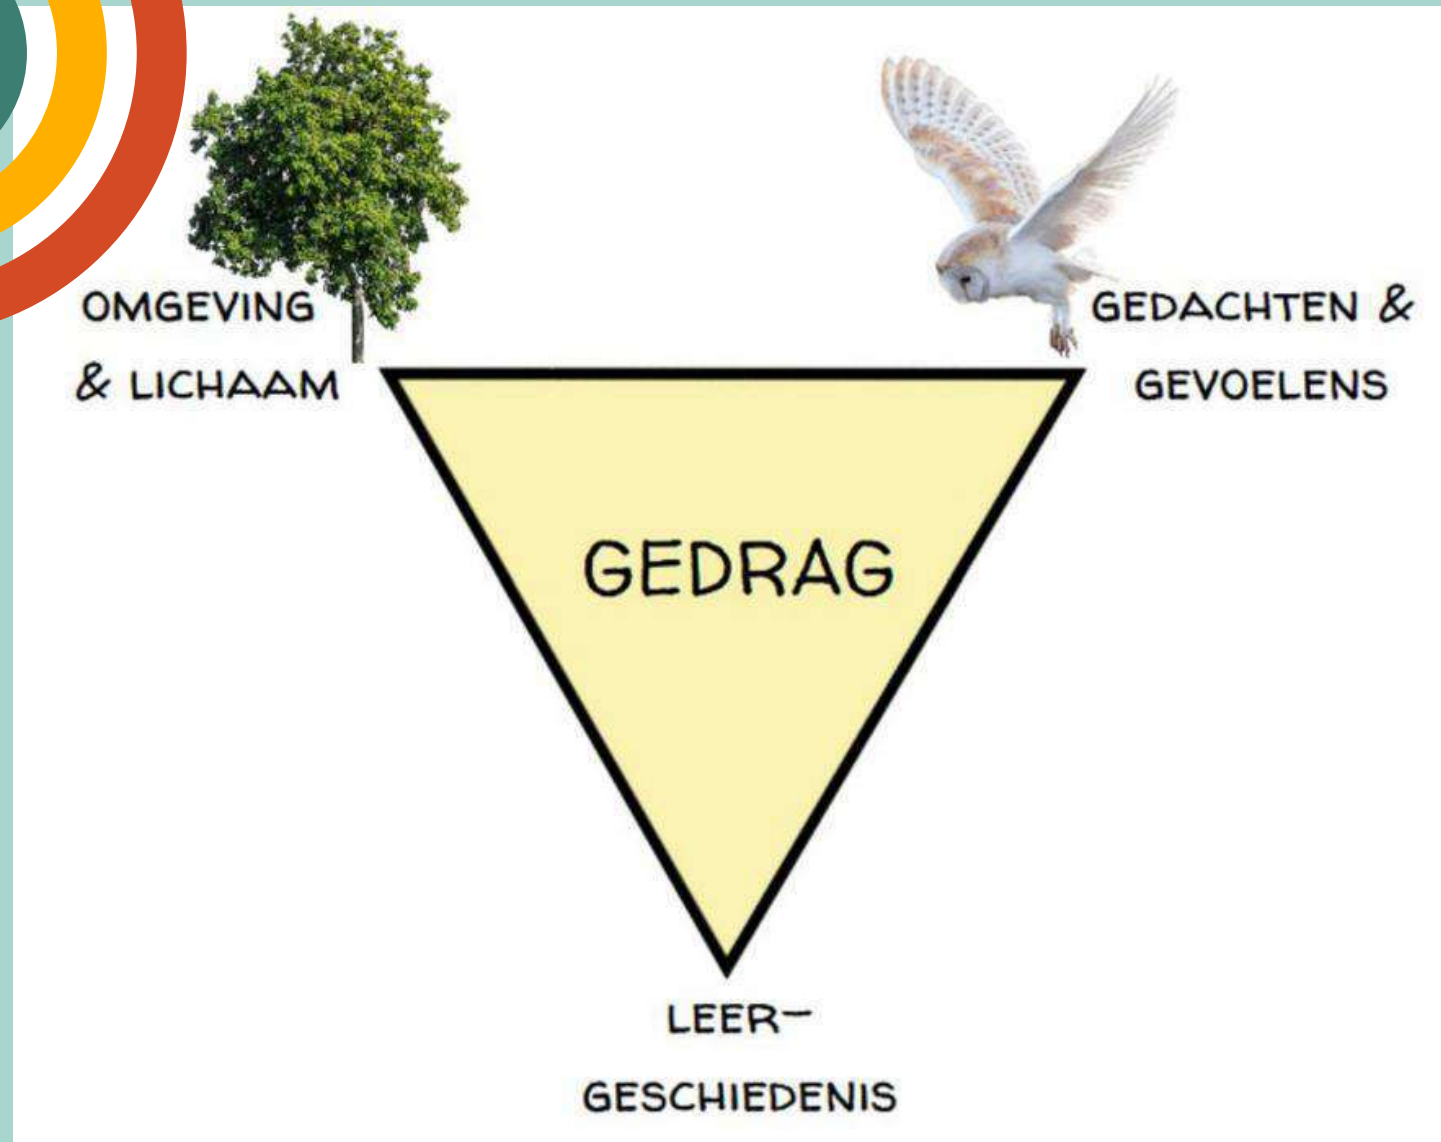 OMGEVING
& LICHAAM
GEDACHTEN &
GEVOELENS
GEDRAG
LEER-
GESCHIEDENIS